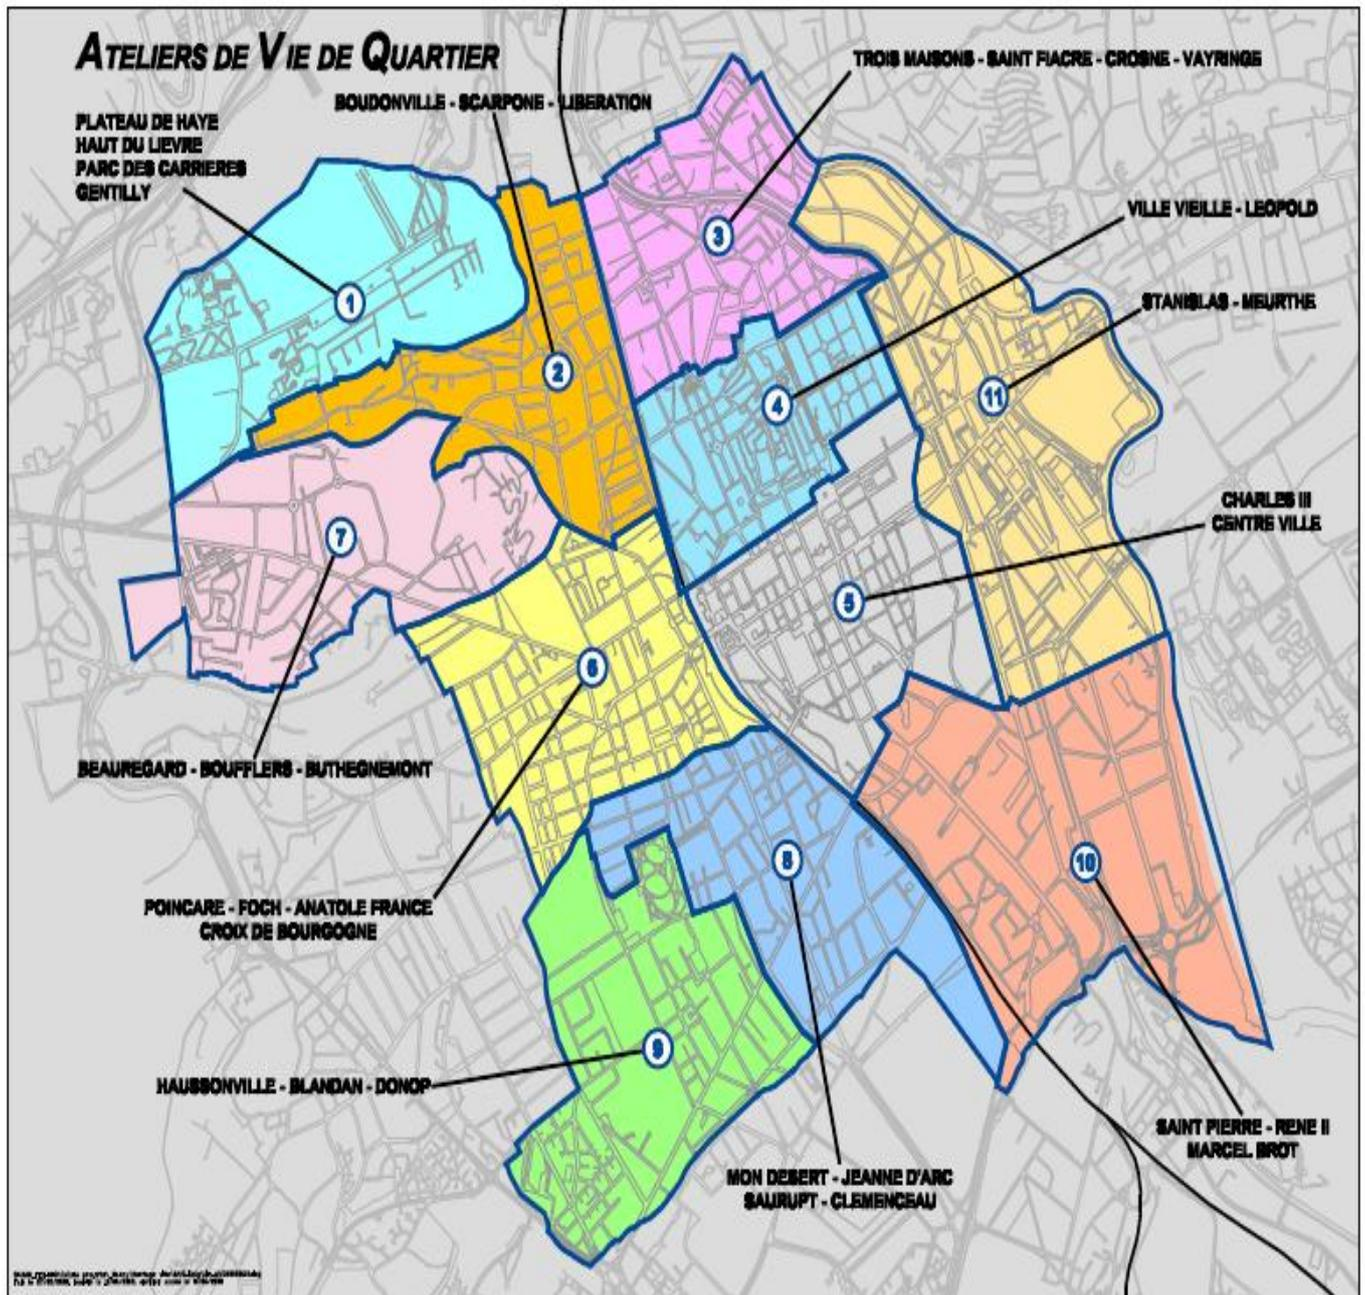 ATELIERS DE VIE DE QUARTIER
TROIS MAISONS - SAINT FIACRE - CROSNE - VAYRINGE
BOUDONVILLE - SCARPONE - LIBERATION
PLATEAU DE HAYE
HAUT DU LIEVRE
PARC DES CARRIERES
GENTILLY
VILLE VIEILLE - LEOPOLD
3
STANISLAS - MEURTHE
1
2
11
4
CHARLES III
CENTRE VILLE
7
5
6
BEAUREGARD - BOUFFLERS - BUTHEGNEMONT
8
10
POINCARE - FOCH - ANATOLE FRANCE
CROIX DE BOURGOGNE
9
HAUSSONVILLE - BLANDAN - DONOP
SAINT PIERRE - RENE II
MARCEL BROT
MON DESERT - JEANNE D'ARC
SAURUPT - CLEMENCEAU